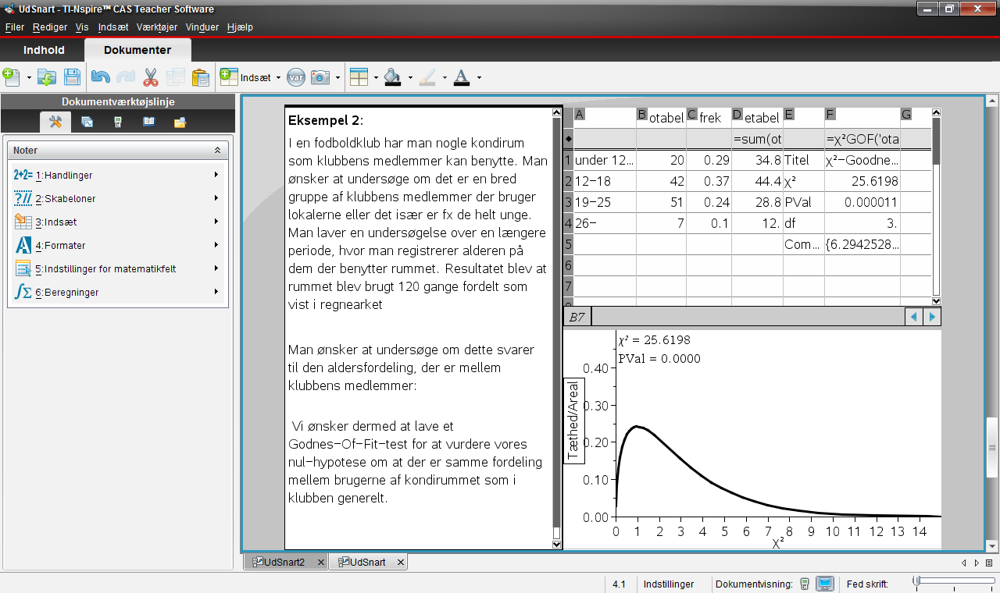 UdSnart - TI-Nspire™ CAS Teacher Software
Filer Rediger Vis Indsæt Værktøjer Vinduer Hjælp
Indhold Dokumenter
Indsæt var
Dokumentværktøjslinje
Noter
1:Handlinger
2:Skabeloner
3:Indsæt
4:Formater
5:Indstillinger for matematikfelt
6:Beregninger
Eksempel 2:
I en fodboldklub har man nogle kondirum
som klubbens medlemmer kan benytte. Man
ønsker at undersøge om det er en bred
gruppe af klubbens medlemmer der bruger
lokalerne eller det især er fx de helt unge.
Man laver en undersøgelse over en længere
periode, hvor man registrerer alderen på
dem der benytter rummet. Resultatet blev at
rummet blev brugt 120 gange fordelt som
vist i regnearket
Man ønsker at undersøge om dette svarer
til den aldersfordeling, der er mellem
klubbens medlemmer:
Vi ønsker dermed at lave et
Godnes-Of-Fit-test for at vurdere vores
nul-hypotese om at der er samme fordeling
mellem brugerne af kondirummet som i
klubben generelt.
A B otabel C frek D etabel E F G
◆ =sum(ot =χ²GOF('ota
1 under 12... 20 0.29 34.8 Titel χ²-Goodne...
2 12-18 42 0.37 44.4 χ² 25.6198
3 19-25 51 0.24 28.8 PVal 0.000011
4 26- 7 0.1 12. df 3.
5 Com... {6.2942528...
6
7
B7
χ² = 25.6198
PVal = 0.0000
Tæthed/Areal
0.40
0.30
0.20
0.10
0.00
0 1 2 3 4 5 6 7 8 9 10 11 12 13 14
χ²
UdSnart2 UdSnart
4.1 Indstillinger Dokumentvisning: Fed skrift: